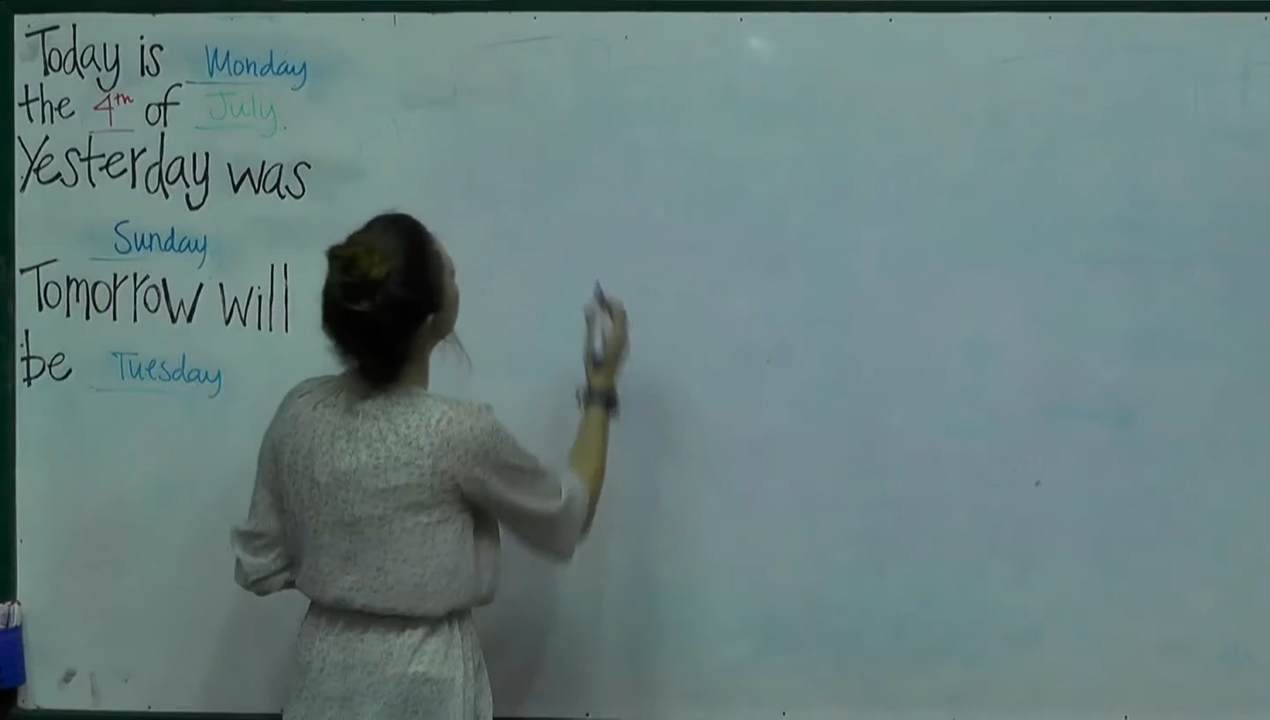 Today is Monday
the 4th of July.
Yesterday was
Sunday
Tomorrow will
be Tuesday